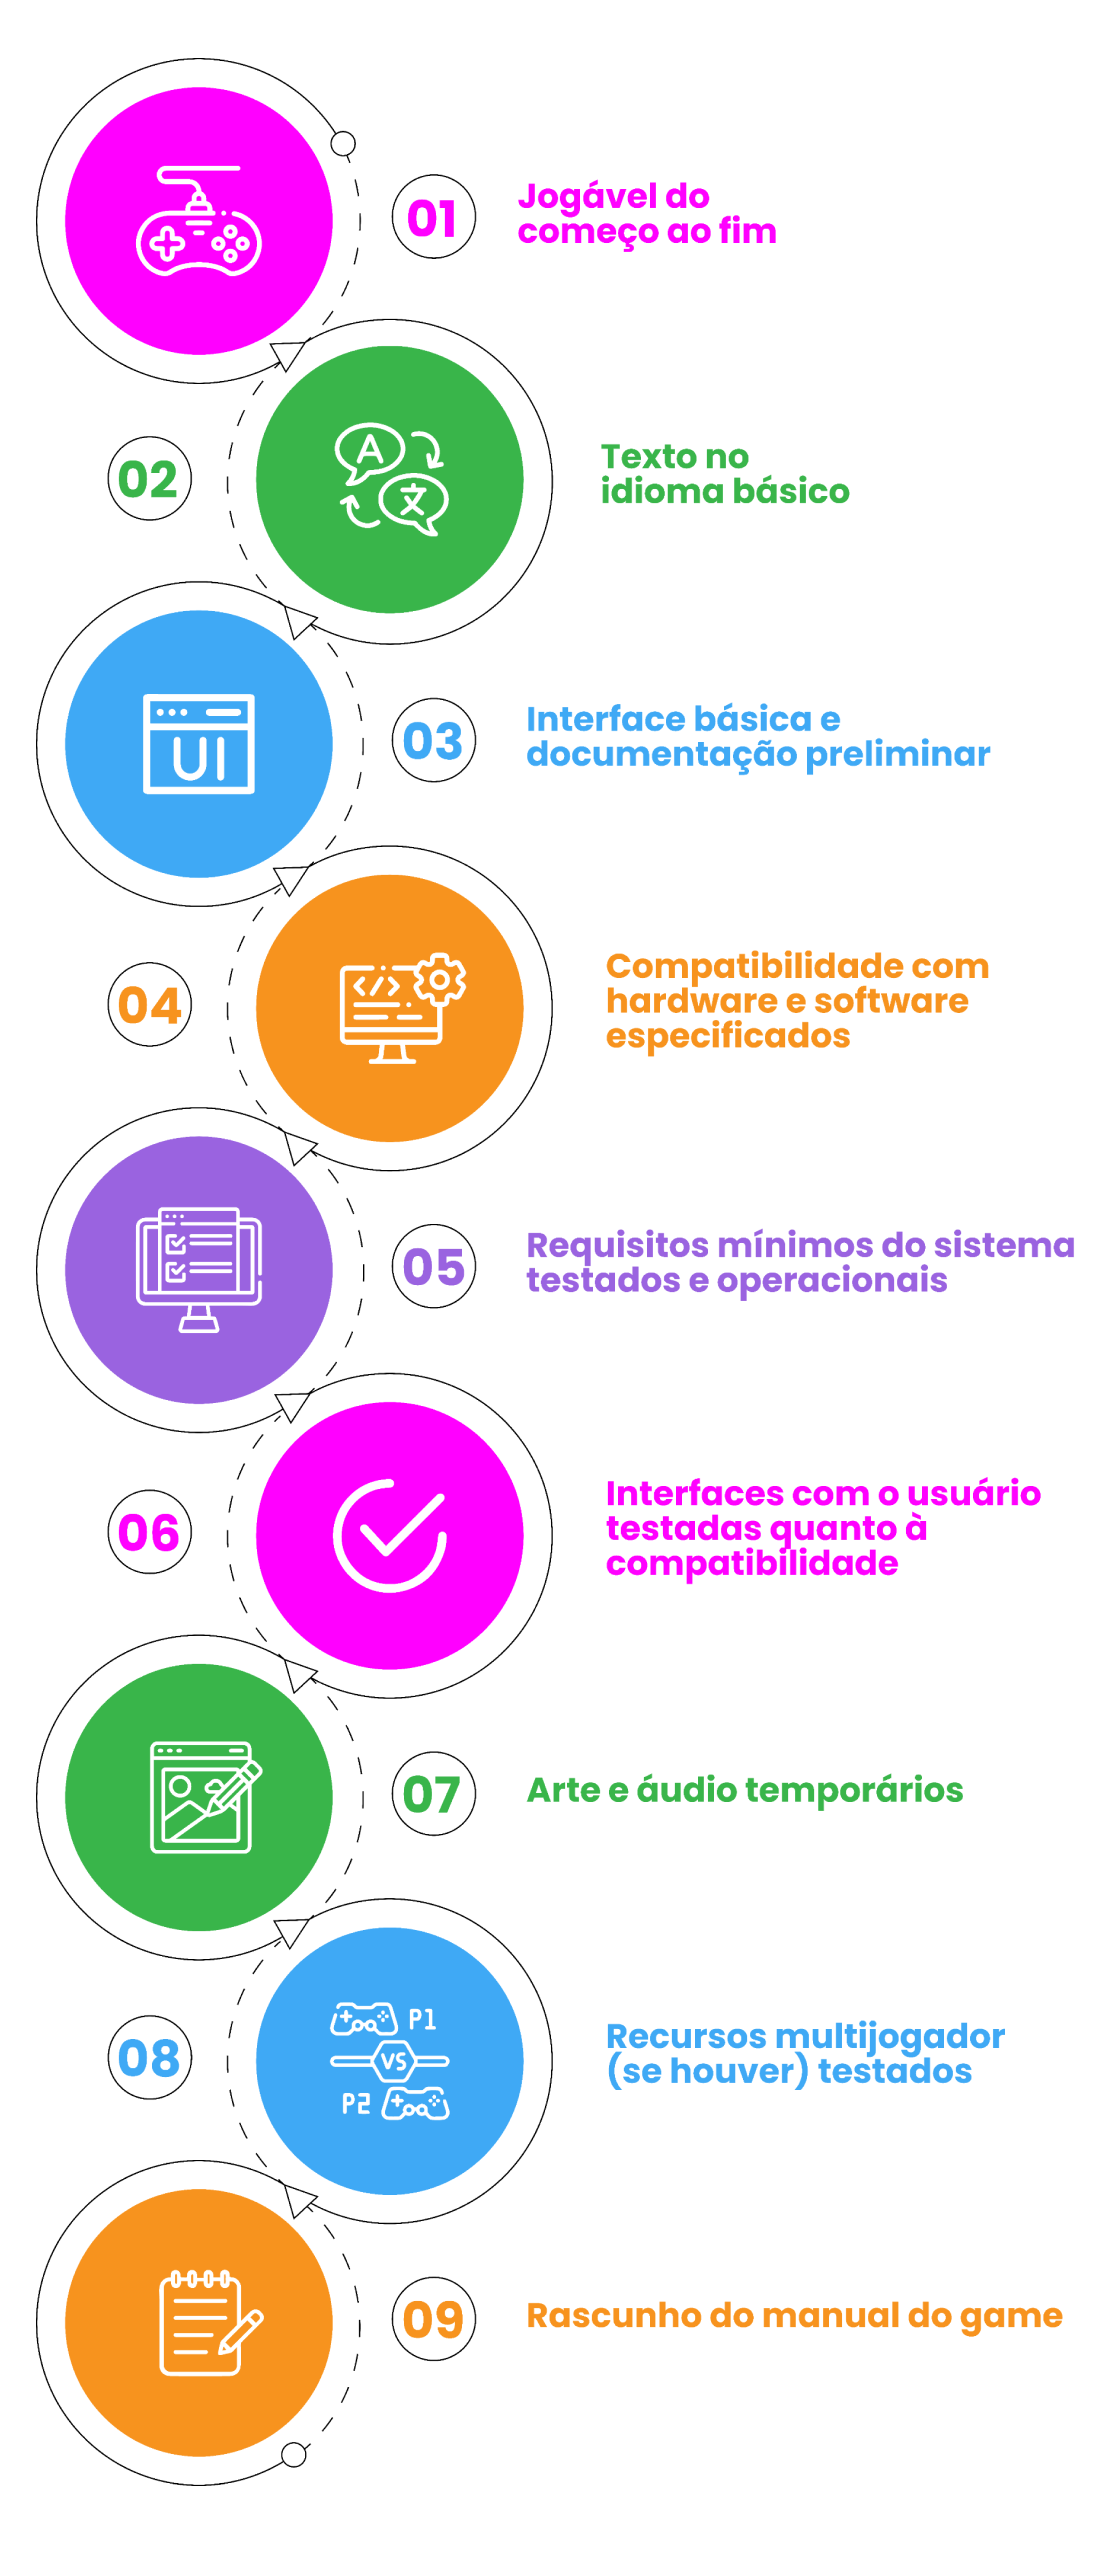 01
Jogável do
começo ao fim
A
文
02
Texto no
idioma básico
UI
03
Interface básica e
documentação preliminar
</>
04
Compatibilidade com
hardware e software
especificados
05
Requisitos mínimos do sistema
testados e operacionais
06
Interfaces com o usuário
testadas quanto à
compatibilidade
07
Arte e áudio temporários
P1
VS
P2
08
Recursos multijogador
(se houver) testados
09
Rascunho do manual do game